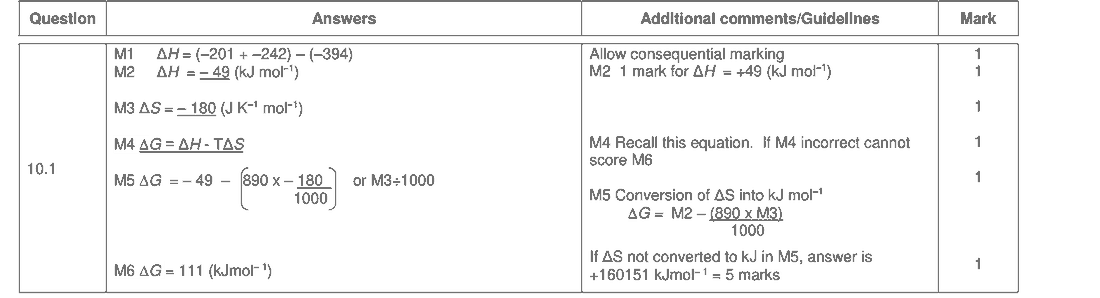 Question Answers Additional comments/Guidelines Mark
10.1
M1 ΔH = (–201 + –242) – (–394) Allow consequential marking 1
M2 ΔH = – 49 (kJ mol⁻¹) M2 1 mark for ΔH = +49 (kJ mol⁻¹) 1
M3 ΔS = – 180 (J K⁻¹ mol⁻¹) 1
M4 ΔG = ΔH - TΔS M4 Recall this equation. If M4 incorrect cannot 1
score M6
M5 ΔG = – 49 – (890 x – 180 or M3÷1000 1
1000)
M5 Conversion of ΔS into kJ mol⁻¹
ΔG = M2 – (890 x M3)
1000
If ΔS not converted to kJ in M5, answer is
M6 ΔG = 111 (kJmol⁻¹) +160151 kJmol⁻¹ = 5 marks 1